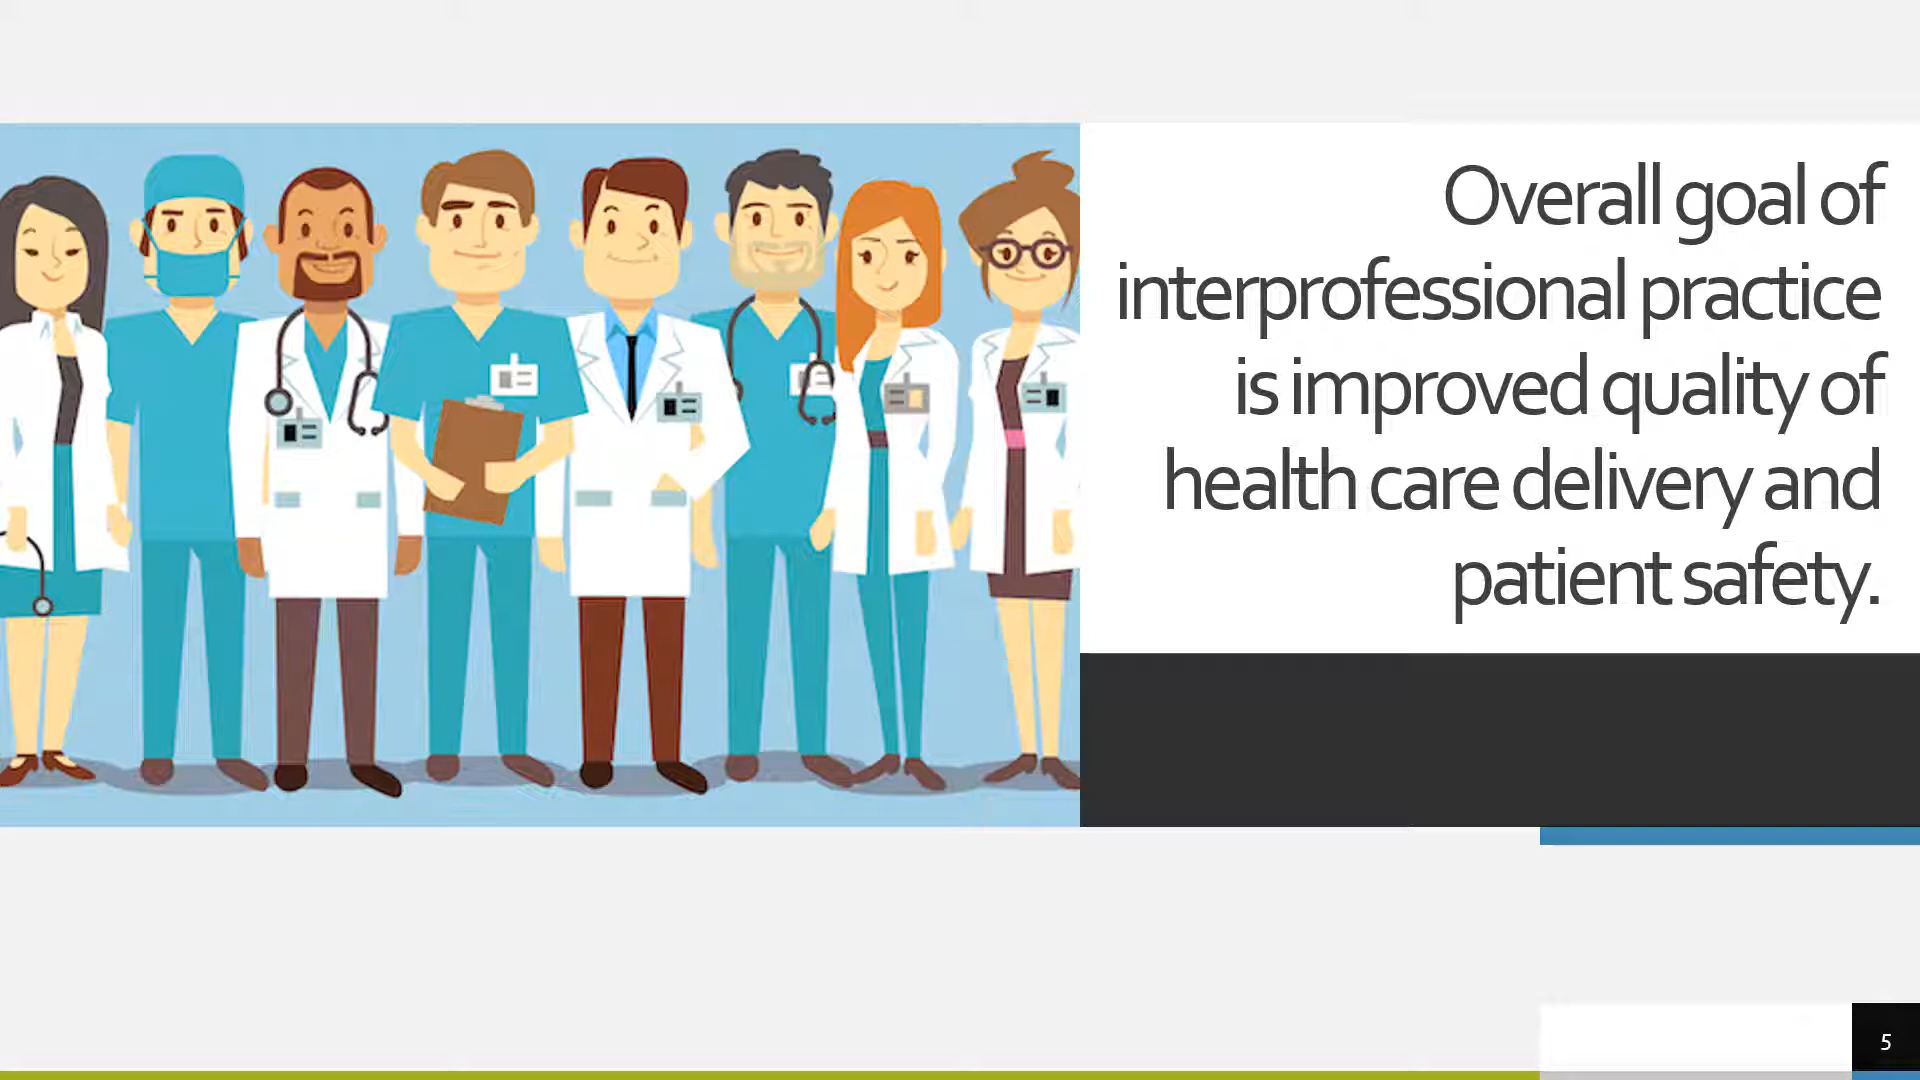 Overall goal of
interprofessional practice
is improved quality of
health care delivery and
patient safety.
5